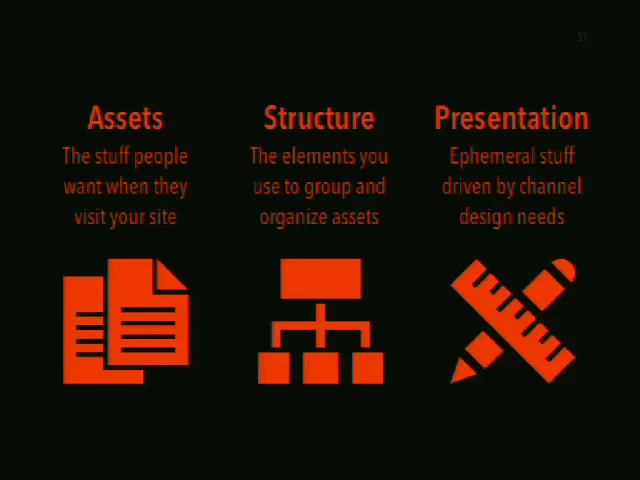 51
Assets
The stuff people
want when they
visit your site
Structure
The elements you
use to group and
organize assets
Presentation
Ephemeral stuff
driven by channel
design needs